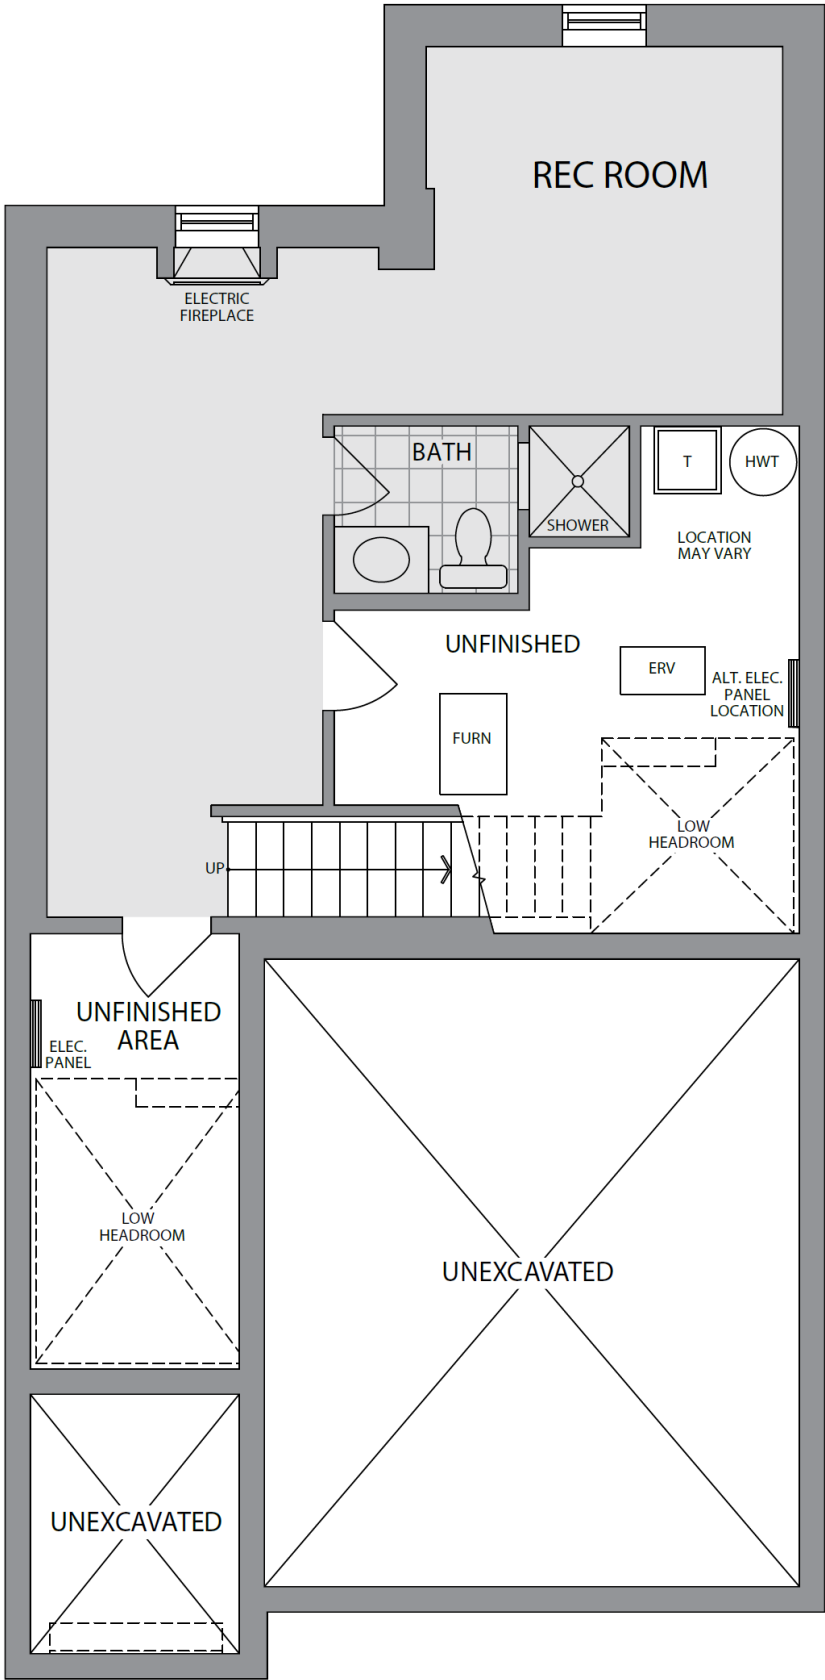 REC ROOM
ELECTRIC
FIREPLACE
BATH
T
HWT
SHOWER
LOCATION
MAY VARY
UNFINISHED
ERV
ALT. ELEC.
PANEL
LOCATION
FURN
LOW
HEADROOM
UP
UNFINISHED
AREA
ELEC.
PANEL
LOW
HEADROOM
UNEXCAVATED
UNEXCAVATED